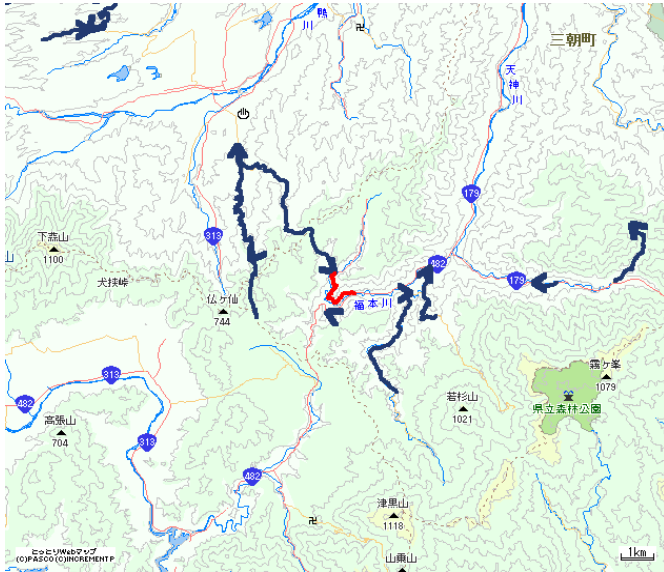 鴨川
三朝町
天神川
179
313
482
179
下蒜山
1100
犬挟峠
仏ヶ仙
744
福本川
霧ヶ峯
1079
県立森林公園
若杉山
1021
313
482
高張山
704
313
482
津黒山
1118
山乗山
とっとりWebマップ
(C)PASCO(C)INCREMENT P
1km